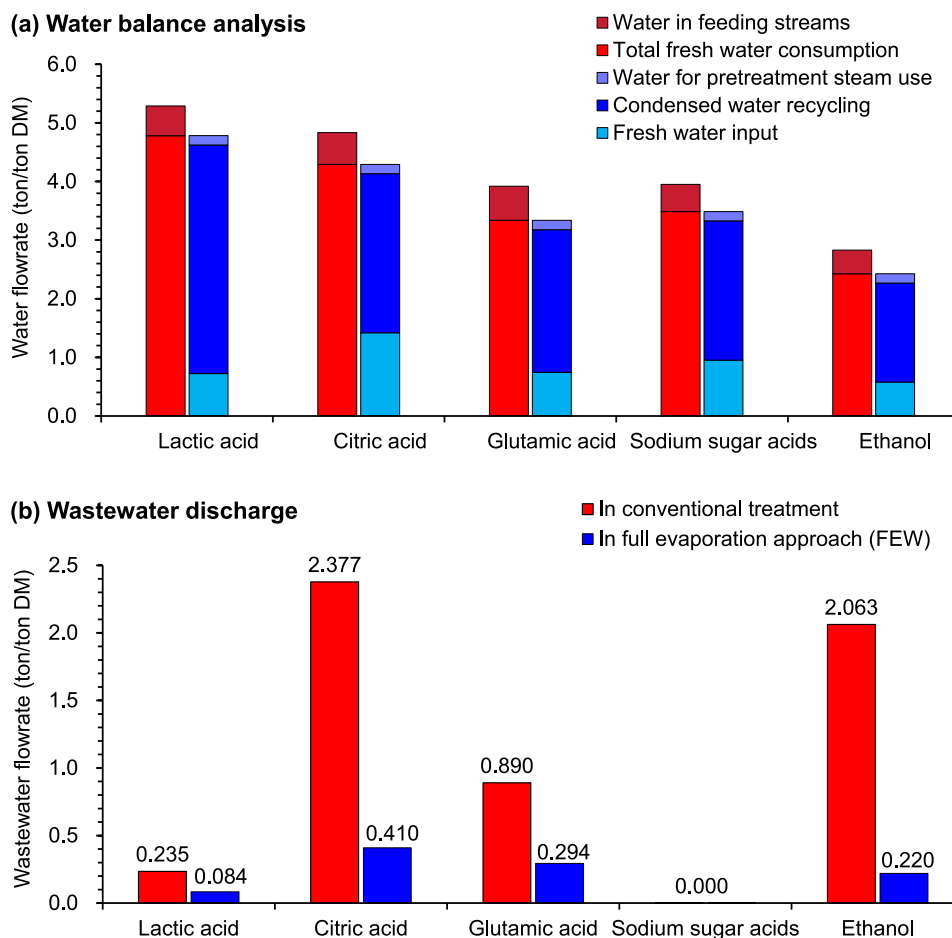 (a) Water balance analysis
Water in feeding streams
Total fresh water consumption
Water for pretreatment steam use
Condensed water recycling
Fresh water input
Water flowrate (ton/ton DM)
6.0
5.0
4.0
3.0
2.0
1.0
0.0
Lactic acid Citric acid Glutamic acid Sodium sugar acids Ethanol
(b) Wastewater discharge
In conventional treatment
In full evaporation approach (FEW)
Wastewater flowrate (ton/ton DM)
2.5
2.0
1.5
1.0
0.5
0.0
0.235
0.084
2.377
0.410
0.890
0.294
0.000
2.063
0.220
Lactic acid Citric acid Glutamic acid Sodium sugar acids Ethanol